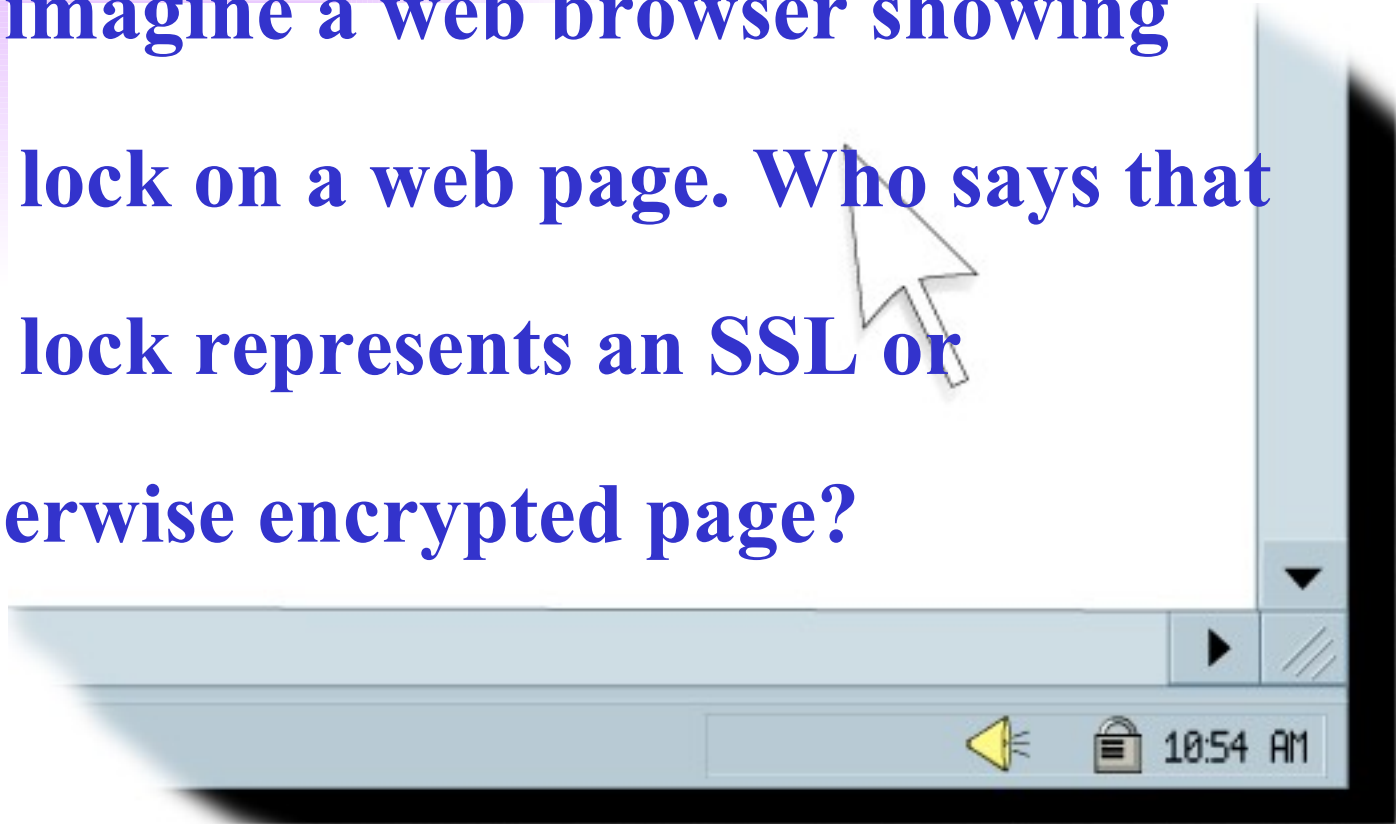 imagine a web browser showing
lock on a web page. Who says that
lock represents an SSL or
erwise encrypted page?
10:54 AM